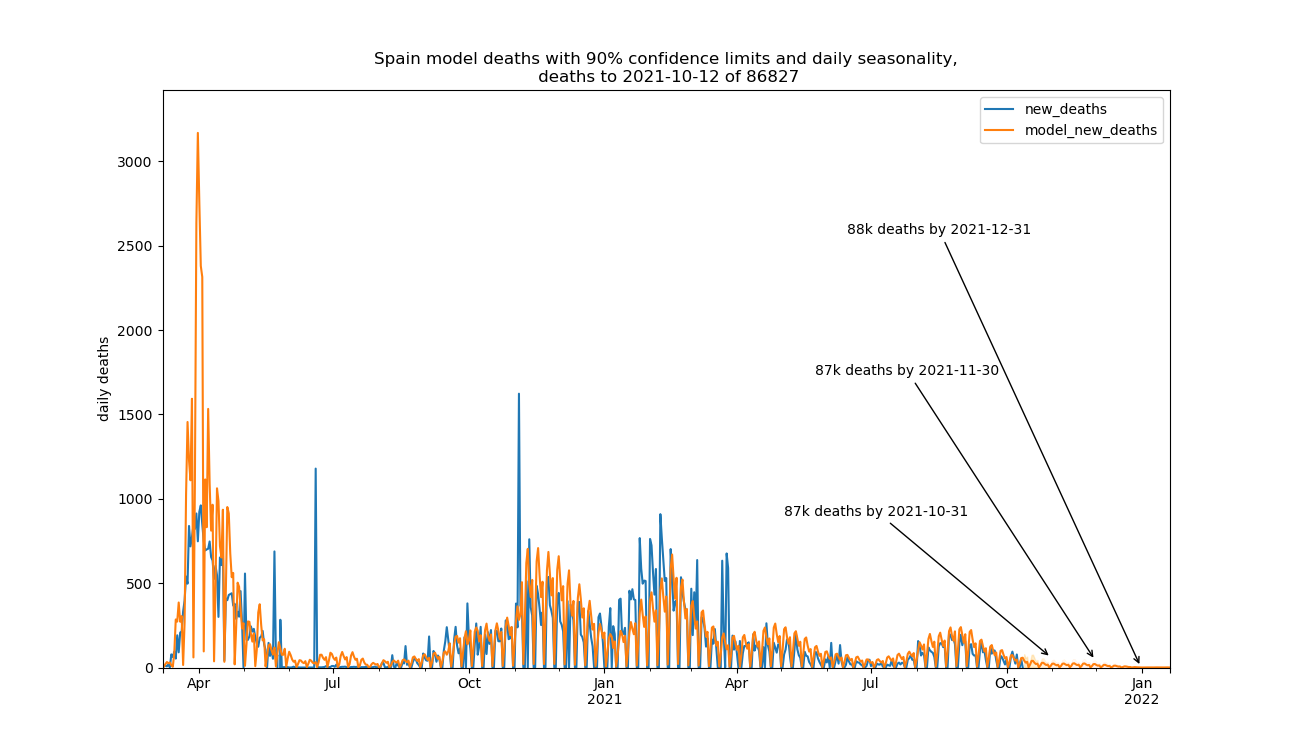 Spain model deaths with 90% confidence limits and daily seasonality,
deaths to 2021-10-12 of 86827
new_deaths
model_new_deaths
daily deaths
3000
2500
2000
1500
1000
500
0
88k deaths by 2021-12-31
87k deaths by 2021-11-30
87k deaths by 2021-10-31
Apr Jul Oct Jan Apr Jul Oct Jan
2021 2022